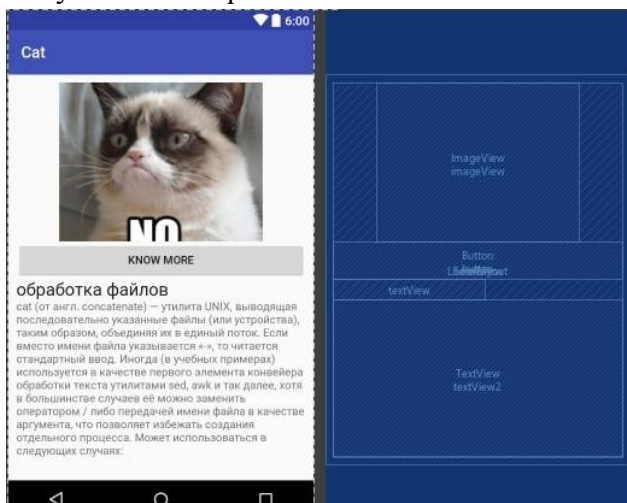 6:00
Cat
NO
KNOW MORE
обработка файлов
cat (от англ. concatenate) — утилита UNIX, выводящая
последовательно указанные файлы (или устройства),
таким образом, объединяя их в единый поток. Если
вместо имени файла указывается «-», то читается
стандартный ввод. Иногда (в учебных примерах)
используется в качестве первого элемента конвейера
обработки текста утилитами sed, awk и так далее, хотя
в большинстве случаев её можно заменить
оператором / либо передачей имени файла в качестве
аргумента, что позволяет избежать создания
отдельного процесса. Может использоваться в
следующих случаях:
ImageView
imageView
Button
textView
TextView
textView2